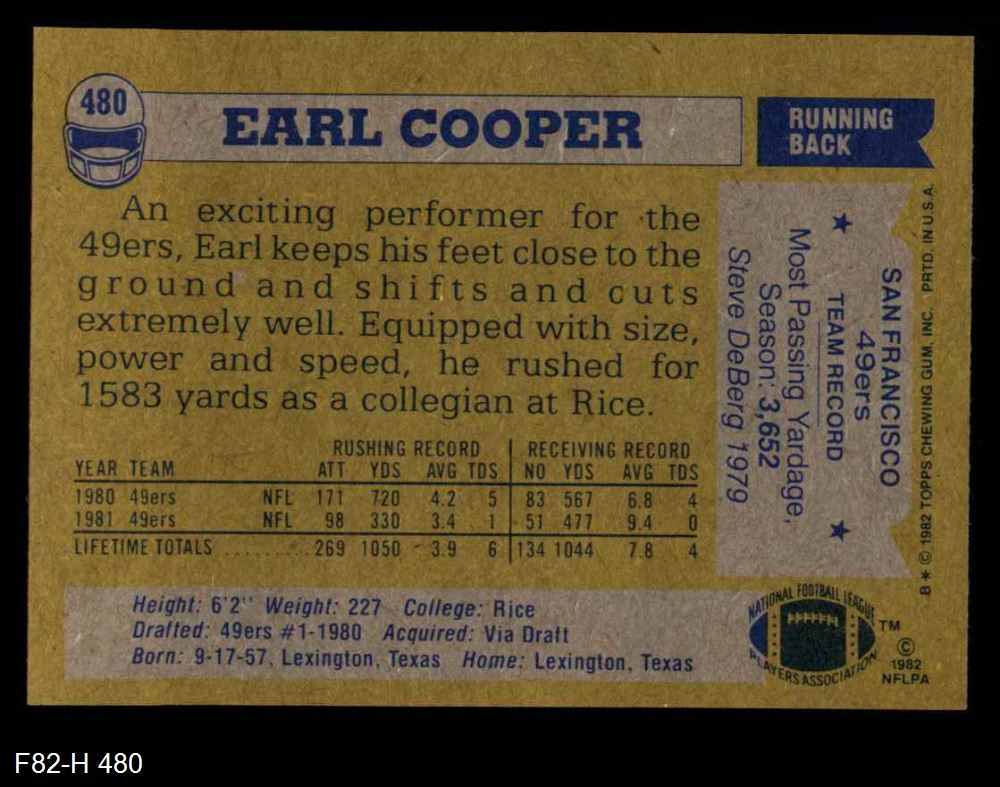 480
EARL COOPER
RUNNING
BACK
An exciting performer for the
49ers, Earl keeps his feet close to the
ground and shifts and cuts
extremely well. Equipped with size,
power and speed, he rushed for
1583 yards as a collegian at Rice.
RUSHING RECORD RECEIVING RECORD
YEAR TEAM ATT YDS AVG TDS NO YDS AVG TDS
1980 49ers NFL 171 720 4.2 5 83 567 6.8 4
1981 49ers NFL 98 330 3.4 1 51 477 9.4 0
LIFETIME TOTALS ........... 269 1050 3.9 6 134 1044 7.8 4
Height: 6'2" Weight: 227 College: Rice
Drafted: 49ers #1-1980 Acquired: Via Draft
Born: 9-17-57, Lexington, Texas Home: Lexington, Texas
SAN FRANCISCO
49ers
★ TEAM RECORD ★
Most Passing Yardage,
Season: 3,652
Steve DeBerg 1979
B✶ © 1982 TOPPS CHEWING GUM, INC. PRTD. IN U.S.A.
NATIONAL FOOTBALL LEAGUE
PLAYERS ASSOCIATION
TM
©
1982
NFLPA
F82-H 480